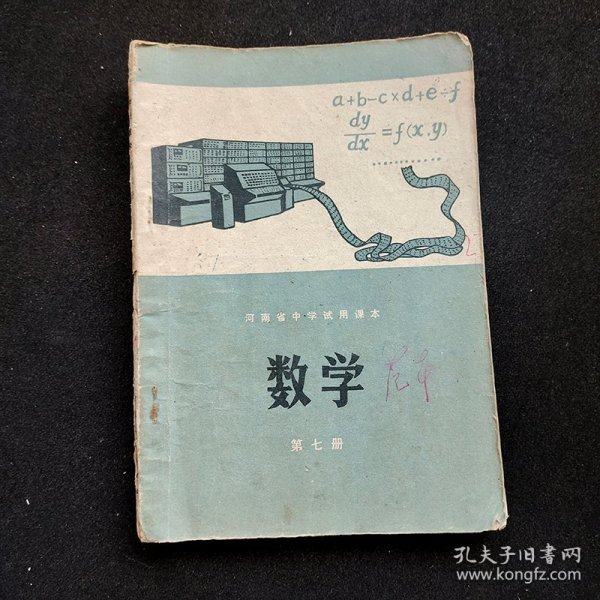 a+b-c×d+e÷f
dy/dx =f(x,y)
河南省中学试用课本
数学
第七册
2
孔夫子旧书网
www.kongfz.com